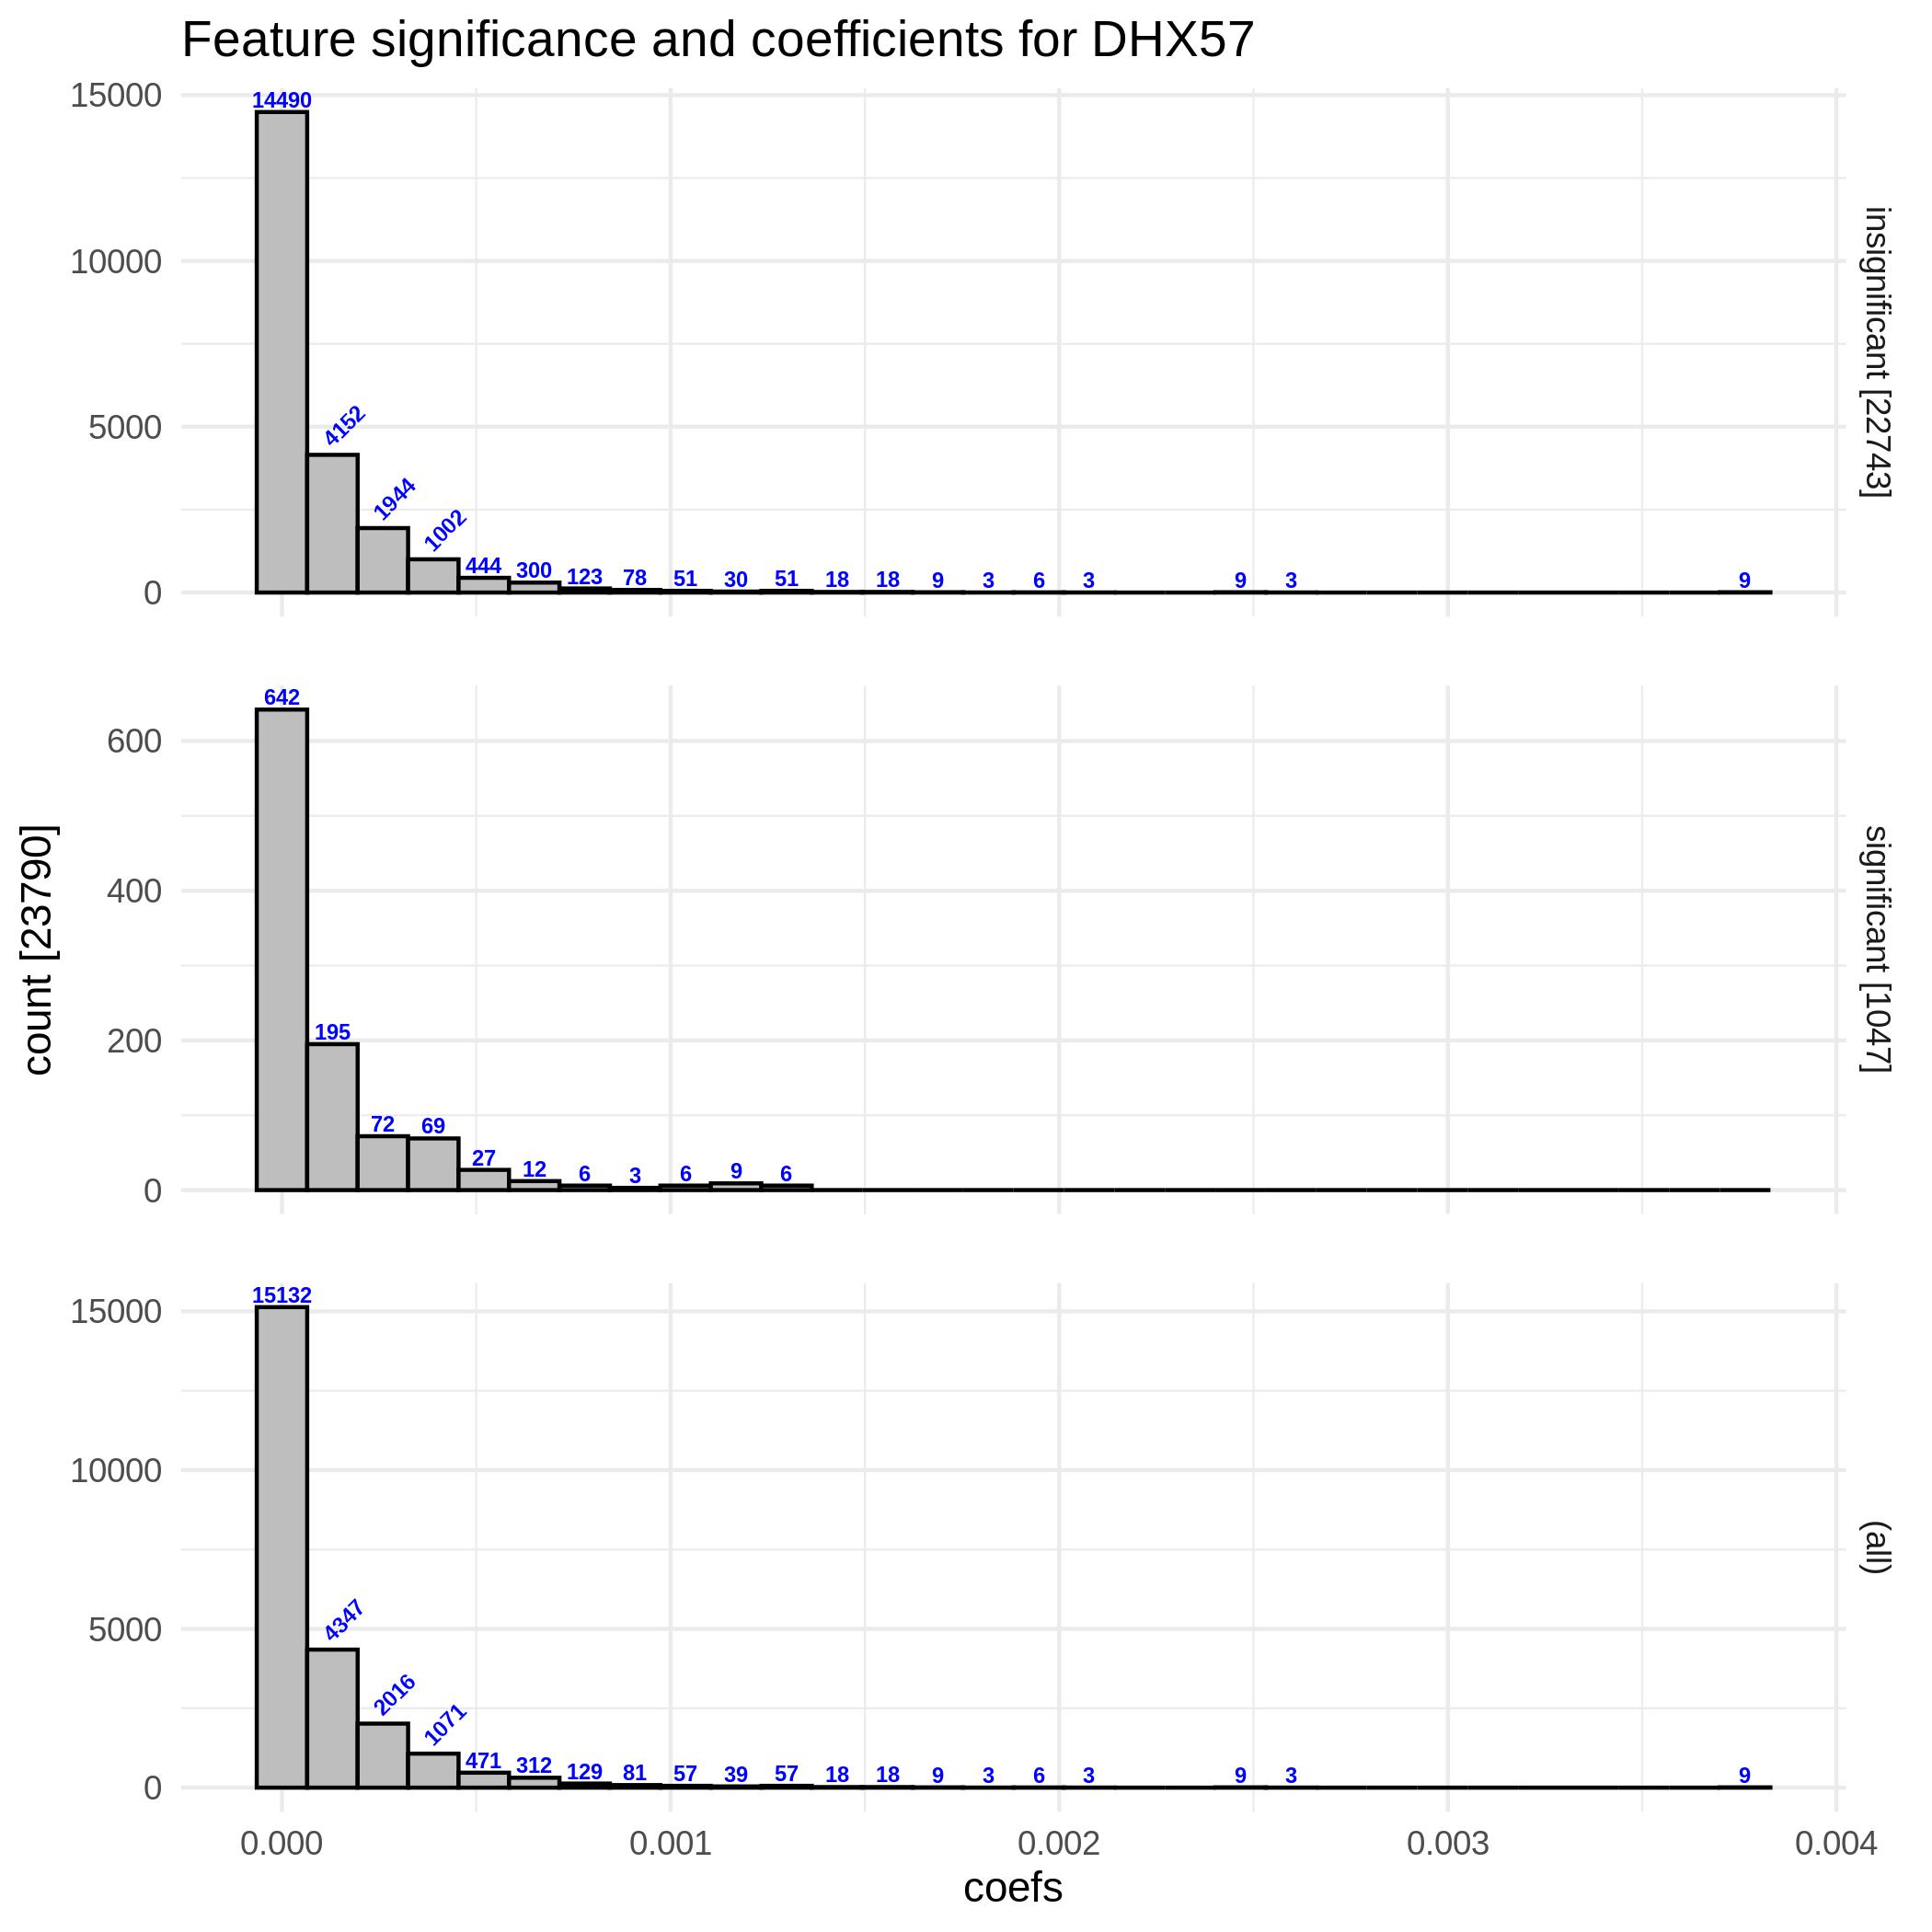 Feature significance and coefficients for DHX57
15000
10000
5000
0
14490
4152
1944
1002
444 300 123 78 51 30 51 18 18 9 3 6 3 9 3 9
insignificant [22743]
count [23790]
600
400
200
0
642
195
72 69
27 12 6 3 6 9 6
significant [1047]
15000
10000
5000
0
15132
4347
2016
1071
471 312 129 81 57 39 57 18 18 9 3 6 3 9 3 9
(all)
0.000 0.001 0.002 0.003 0.004
coefs